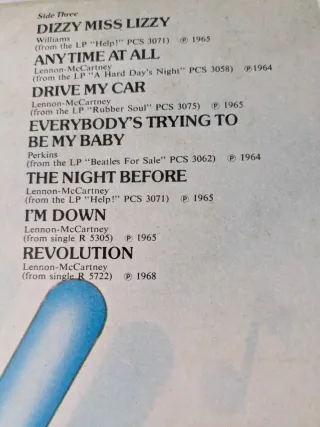 Side Three
DIZZY MISS LIZZY
Williams
(from the LP "Help!" PCS 3071) ℗ 1965
ANYTIME AT ALL
Lennon-McCartney
(from the LP "A Hard Day's Night" PCS 3058) ℗ 1964
DRIVE MY CAR
Lennon-McCartney
(from the LP "Rubber Soul" PCS 3075) ℗ 1965
EVERYBODY'S TRYING TO
BE MY BABY
Perkins
(from the LP "Beatles For Sale" PCS 3062) ℗ 1964
THE NIGHT BEFORE
Lennon-McCartney
(from the LP "Help!" PCS 3071) ℗ 1965
I'M DOWN
Lennon-McCartney
(from single R 5305) ℗ 1965
REVOLUTION
Lennon-McCartney
(from single R 5722) ℗ 1968